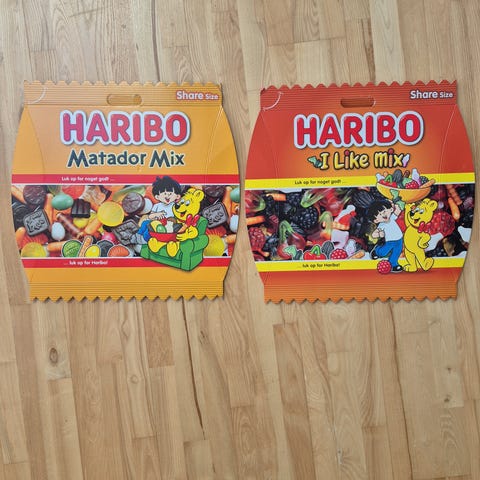 Share Size
HARIBO
Matador Mix
Luk op for noget godt ...
... luk op for Haribo!
Share Size
HARIBO
I Like mix
Luk op for noget godt ...
... luk op for Haribo!